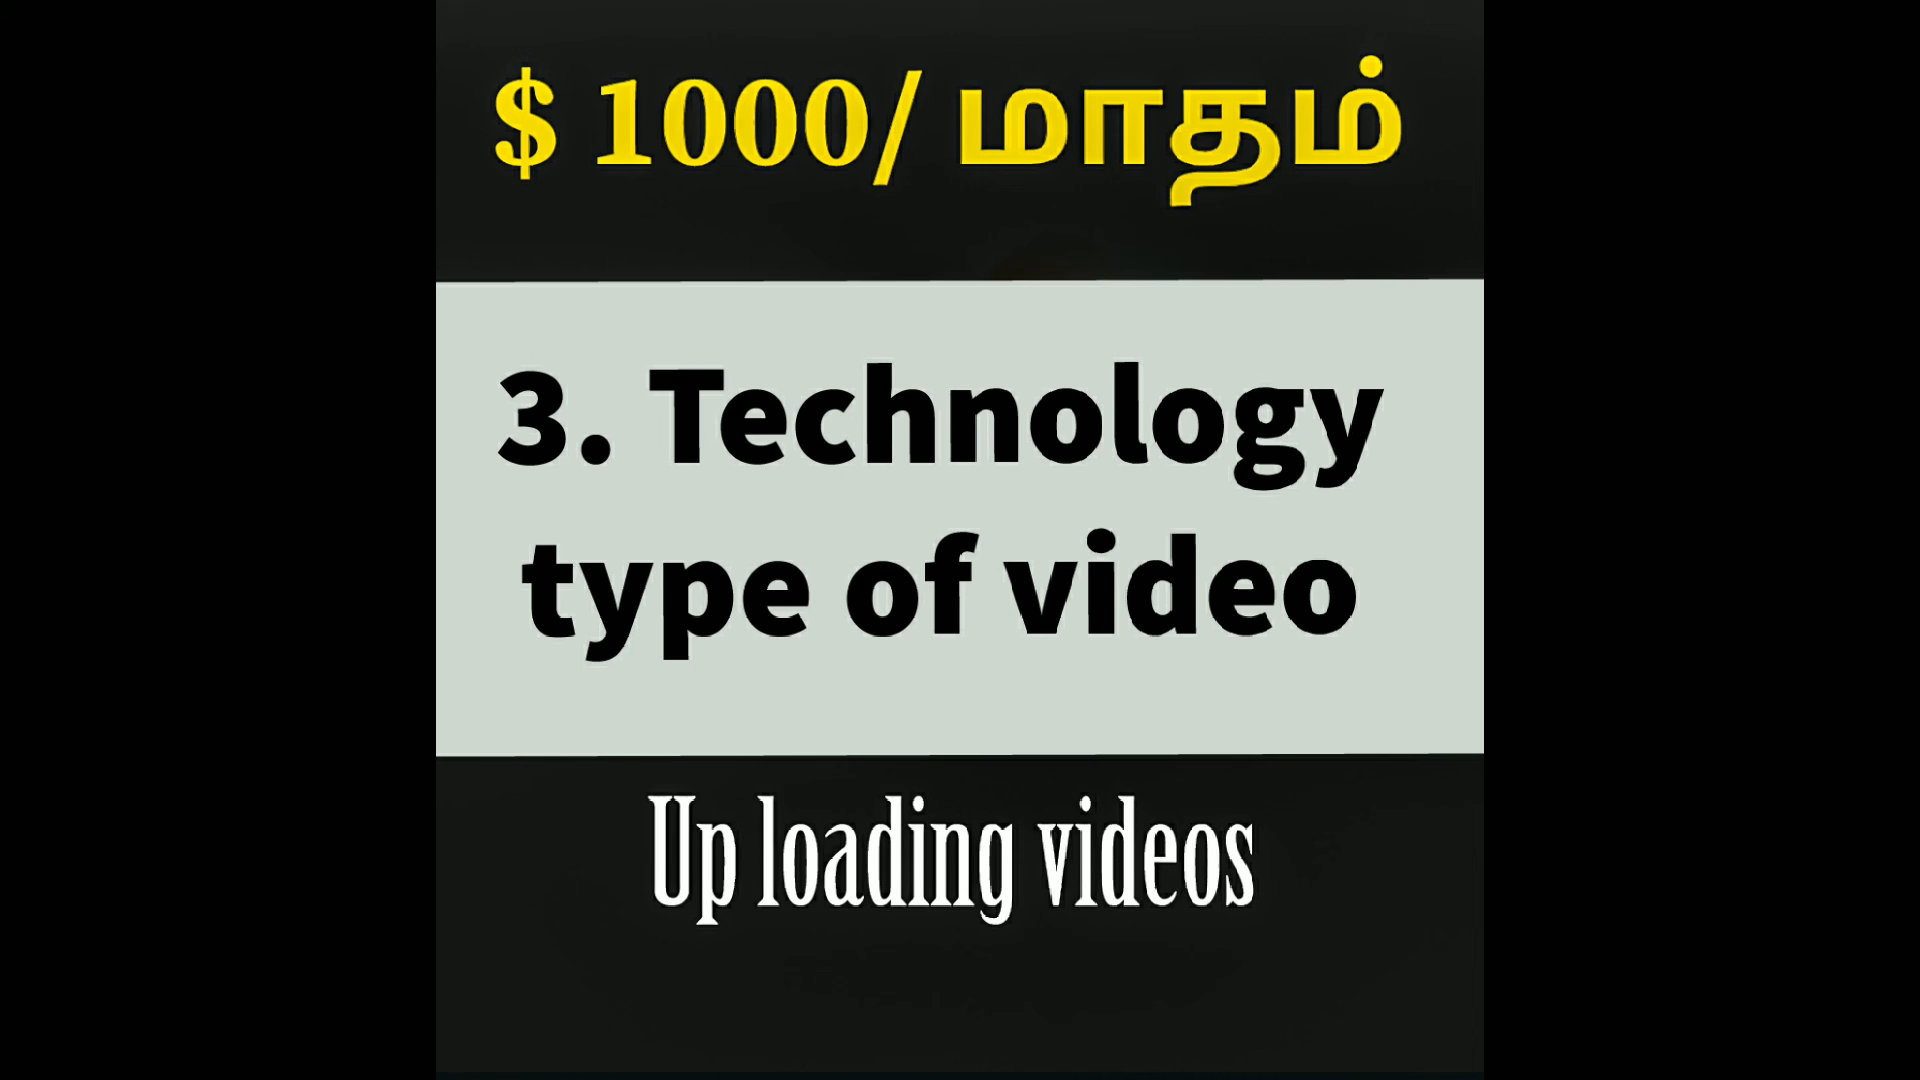 $ 1000/ மாதம்
3. Technology
type of video
Up loading videos